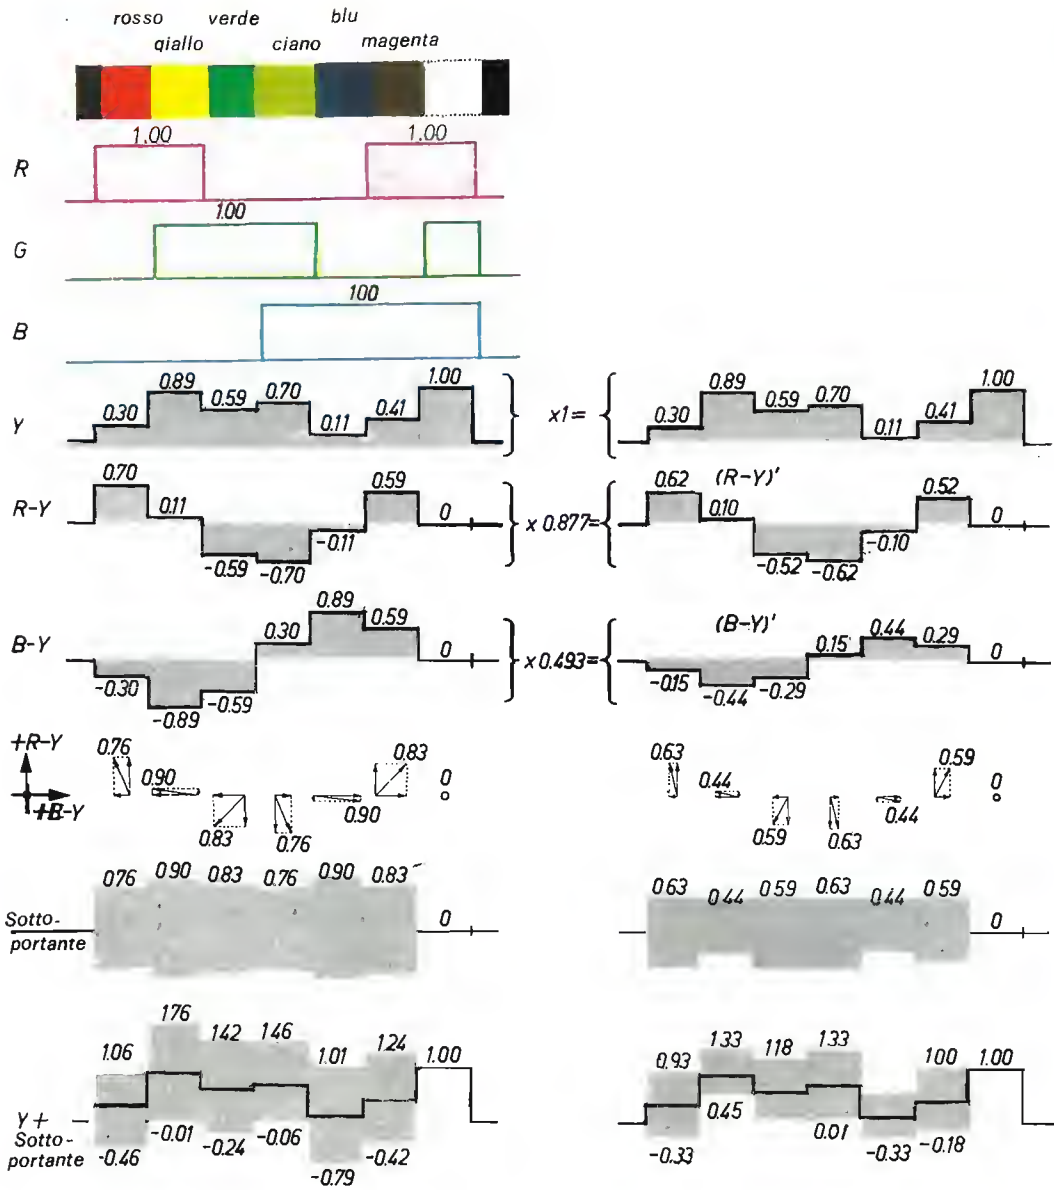 rosso verde blu
giallo ciano magenta
1.00 1.00
R
1.00
G
100
B
0.30 0.89 0.59 0.70 0.11 0.41 1.00
Y
x1=
0.30 0.89 0.59 0.70 0.11 0.41 1.00
0.70 0.11 -0.59 -0.70 -0.11 0.59 0
R-Y
x 0.877=
(R-Y)'
0.62 0.10 -0.52 -0.62 -0.10 0.52 0
B-Y
-0.30 -0.89 -0.59 0.30 0.89 0.59 0
x 0.493=
(B-Y)'
-0.15 -0.44 -0.29 0.15 0.44 0.29 0
+R-Y
+B-Y
0.76 0.90 0.83 0.76 0.90 0.83 0
0.63 0.44 0.59 0.63 0.44 0.59 0
076 0.90 0.83 0.76 0.90 0.83 0
0.63 0.44 0.59 0.63 0.44 0.59 0
Sotto-
portante
1.06 176 142 146 1.01 1.24 1.00
0.93 133 118 133 100 1.00
Y+
Sotto-
portante
-0.46 -0.01 -0.24 -0.06 -0.79 -0.42
-0.33 0.45 0.01 -0.33 -0.18